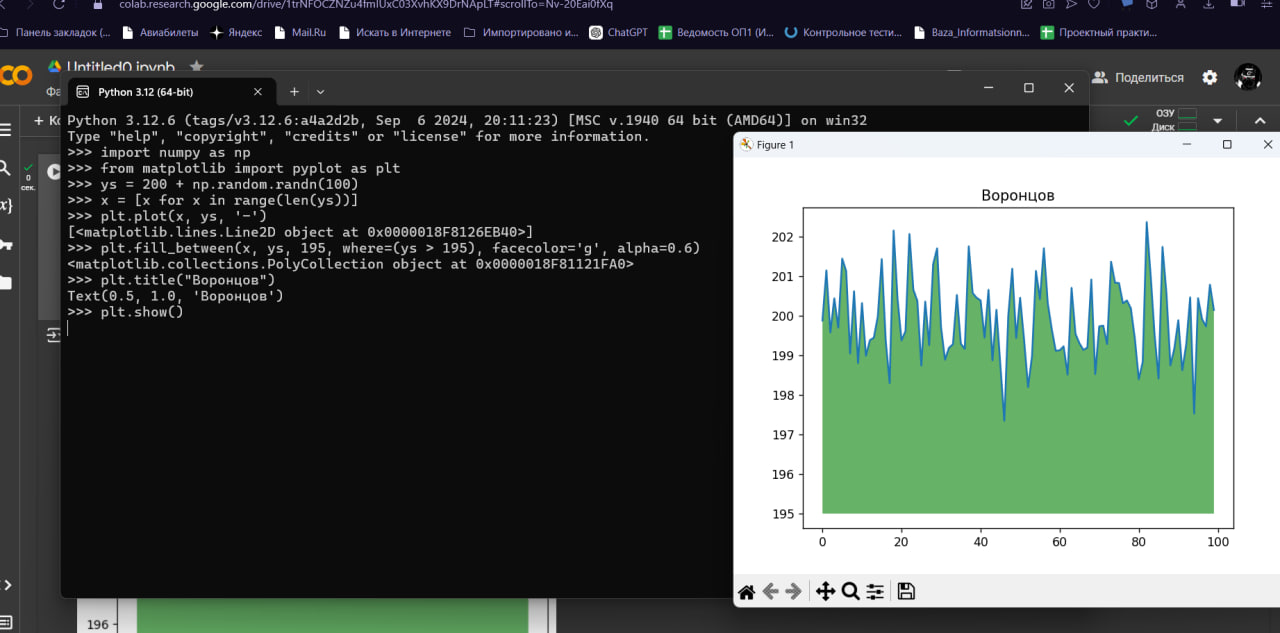 colab.research.google.com/drive/1trNFOCZNZu4fmIUxC03XvhKX9DrNApLT#scrollTo=Nv-20Eai0fXq
Панель закладок (...
Авиабилеты
Яндекс
Mail.Ru
Искать в Интернете
Импортировано и...
ChatGPT
Ведомость ОП1 (И...
Контрольное тести...
Baza_Informatsionn...
Проектный практи...
CO
Untitled0.ipynb
Поделиться
Фа
Python 3.12 (64-bit)
+ Ко
ОЗУ
Диск
0
сек.
Python 3.12.6 (tags/v3.12.6:a4a2d2b, Sep  6 2024, 20:11:23) [MSC v.1940 64 bit (AMD64)] on win32
Type "help", "copyright", "credits" or "license" for more information.
>>> import numpy as np
>>> from matplotlib import pyplot as plt
>>> ys = 200 + np.random.randn(100)
>>> x = [x for x in range(len(ys))]
>>> plt.plot(x, ys, '-')
[<matplotlib.lines.Line2D object at 0x0000018F8126EB40>]
>>> plt.fill_between(x, ys, 195, where=(ys > 195), facecolor='g', alpha=0.6)
<matplotlib.collections.PolyCollection object at 0x0000018F81121FA0>
>>> plt.title("Воронцов")
Text(0.5, 1.0, 'Воронцов')
>>> plt.show()
Figure 1
Воронцов
202
201
200
199
198
197
196
195
0 20 40 60 80 100
196